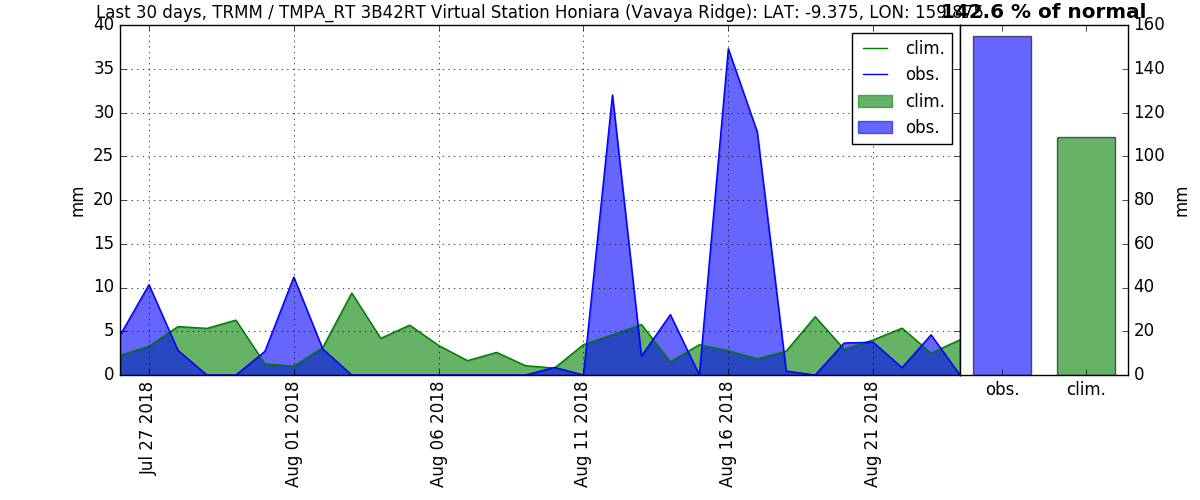 Last 30 days, TRMM / TMPA_RT 3B42RT Virtual Station Honiara (Vavaya Ridge): LAT: -9.375, LON:
142.6 % of normal
40
35
30
25
20
15
10
5
0
mm
clim.
obs.
clim.
obs.
160
140
120
100
80
60
40
20
0
mm
Jul 27 2018
Aug 01 2018
Aug 06 2018
Aug 11 2018
Aug 16 2018
Aug 21 2018
obs.
clim.